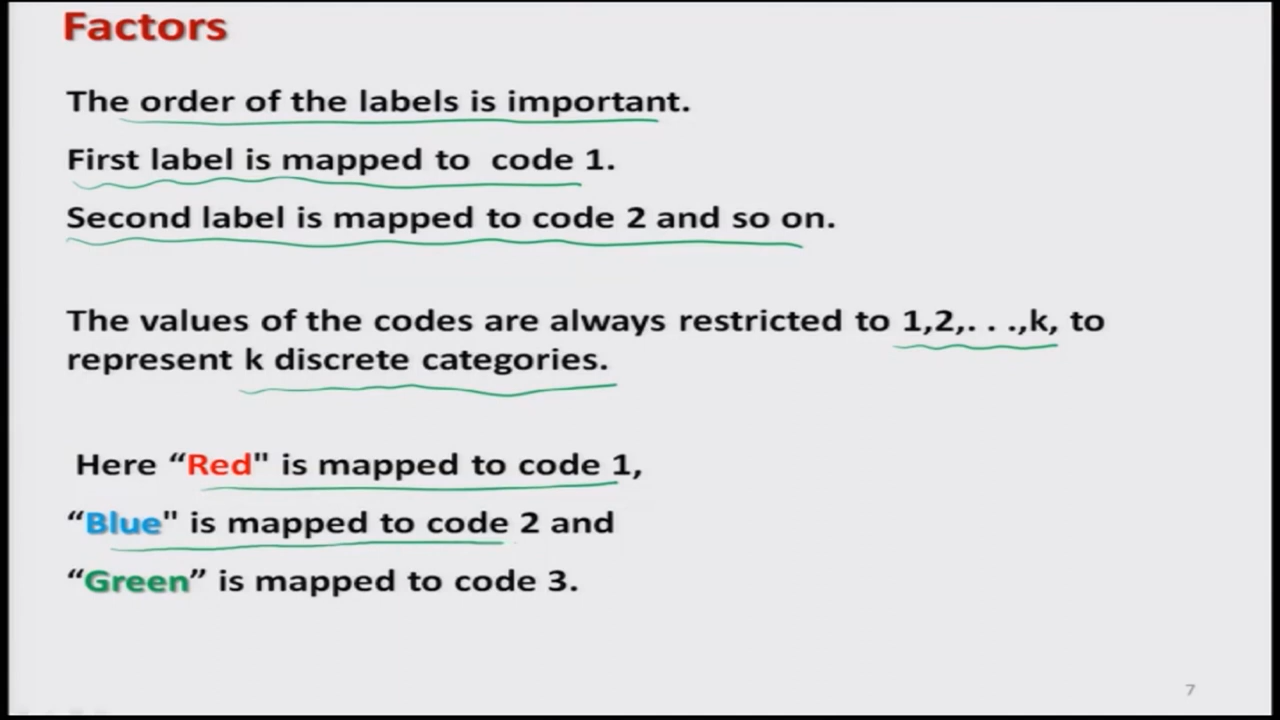 Factors
The order of the labels is important.
First label is mapped to code 1.
Second label is mapped to code 2 and so on.
The values of the codes are always restricted to 1,2,. . .,k, to
represent k discrete categories.
Here “Red" is mapped to code 1,
“Blue" is mapped to code 2 and
“Green” is mapped to code 3.
7